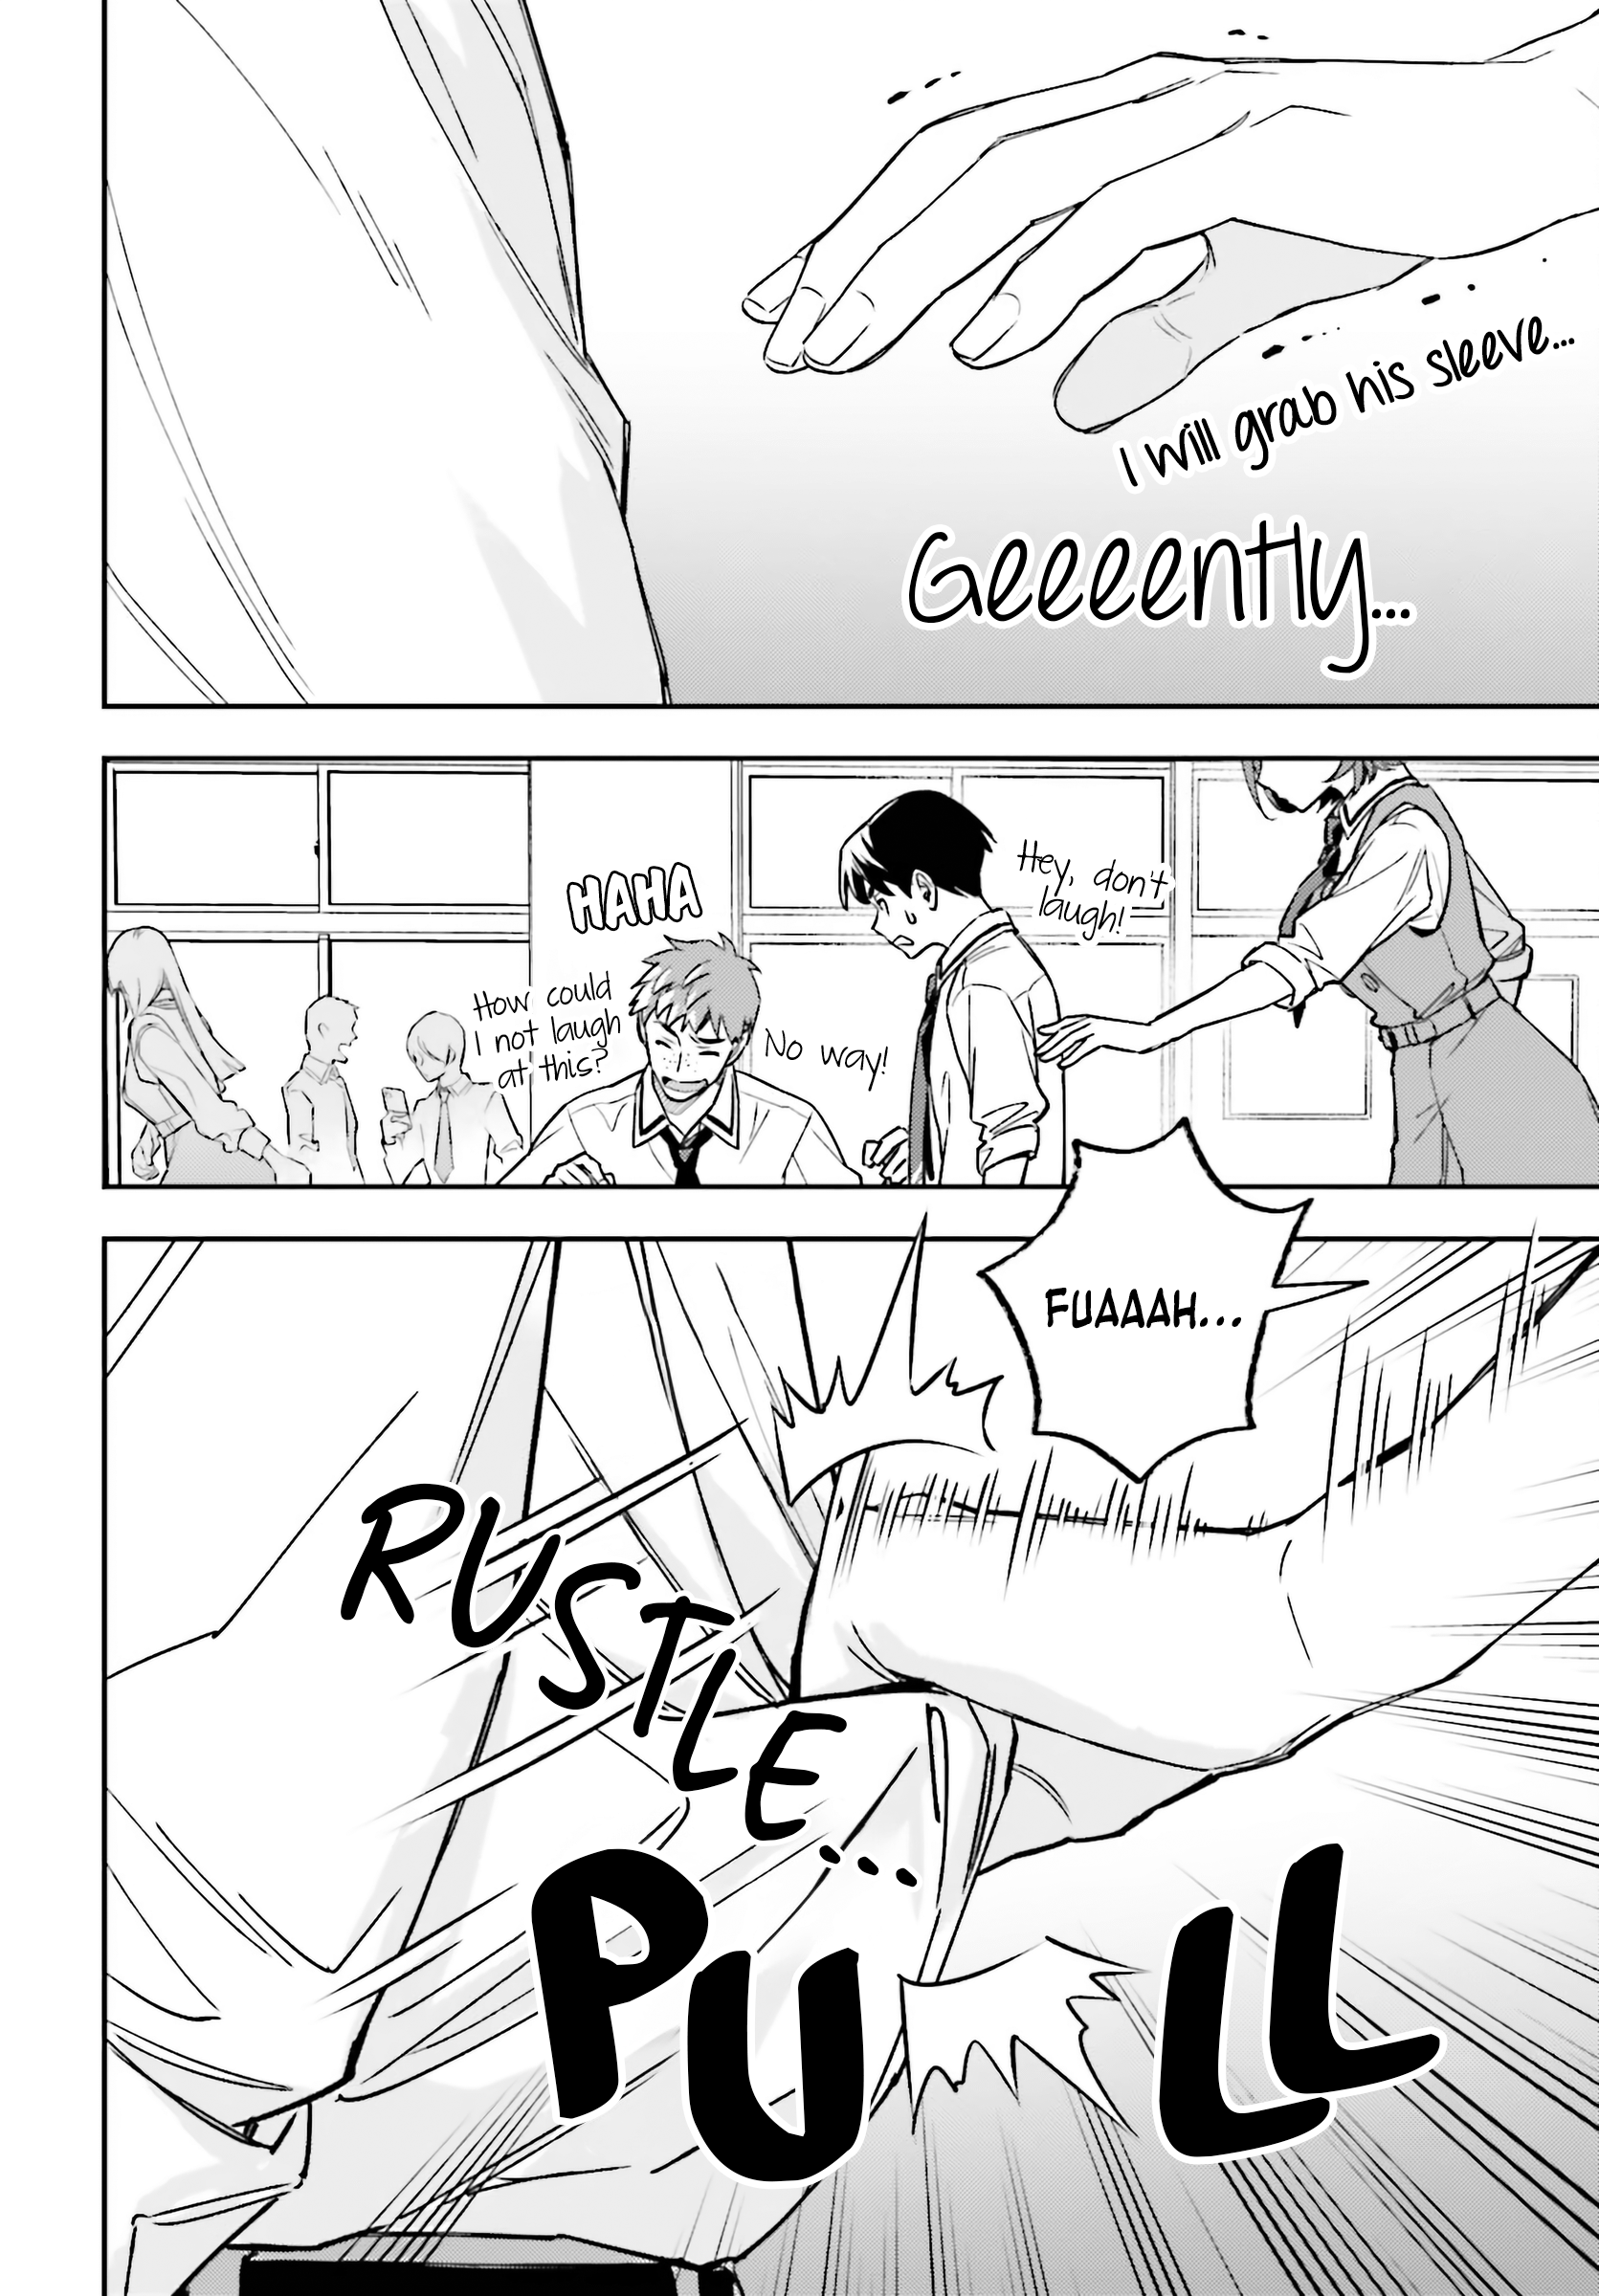 I will grab his sleeve...
Geeeently...
Hey, don't
laugh!
HAHA
No way!
How could
I not laugh
at this?
FUAAAH...
RUSTLE...
PULL